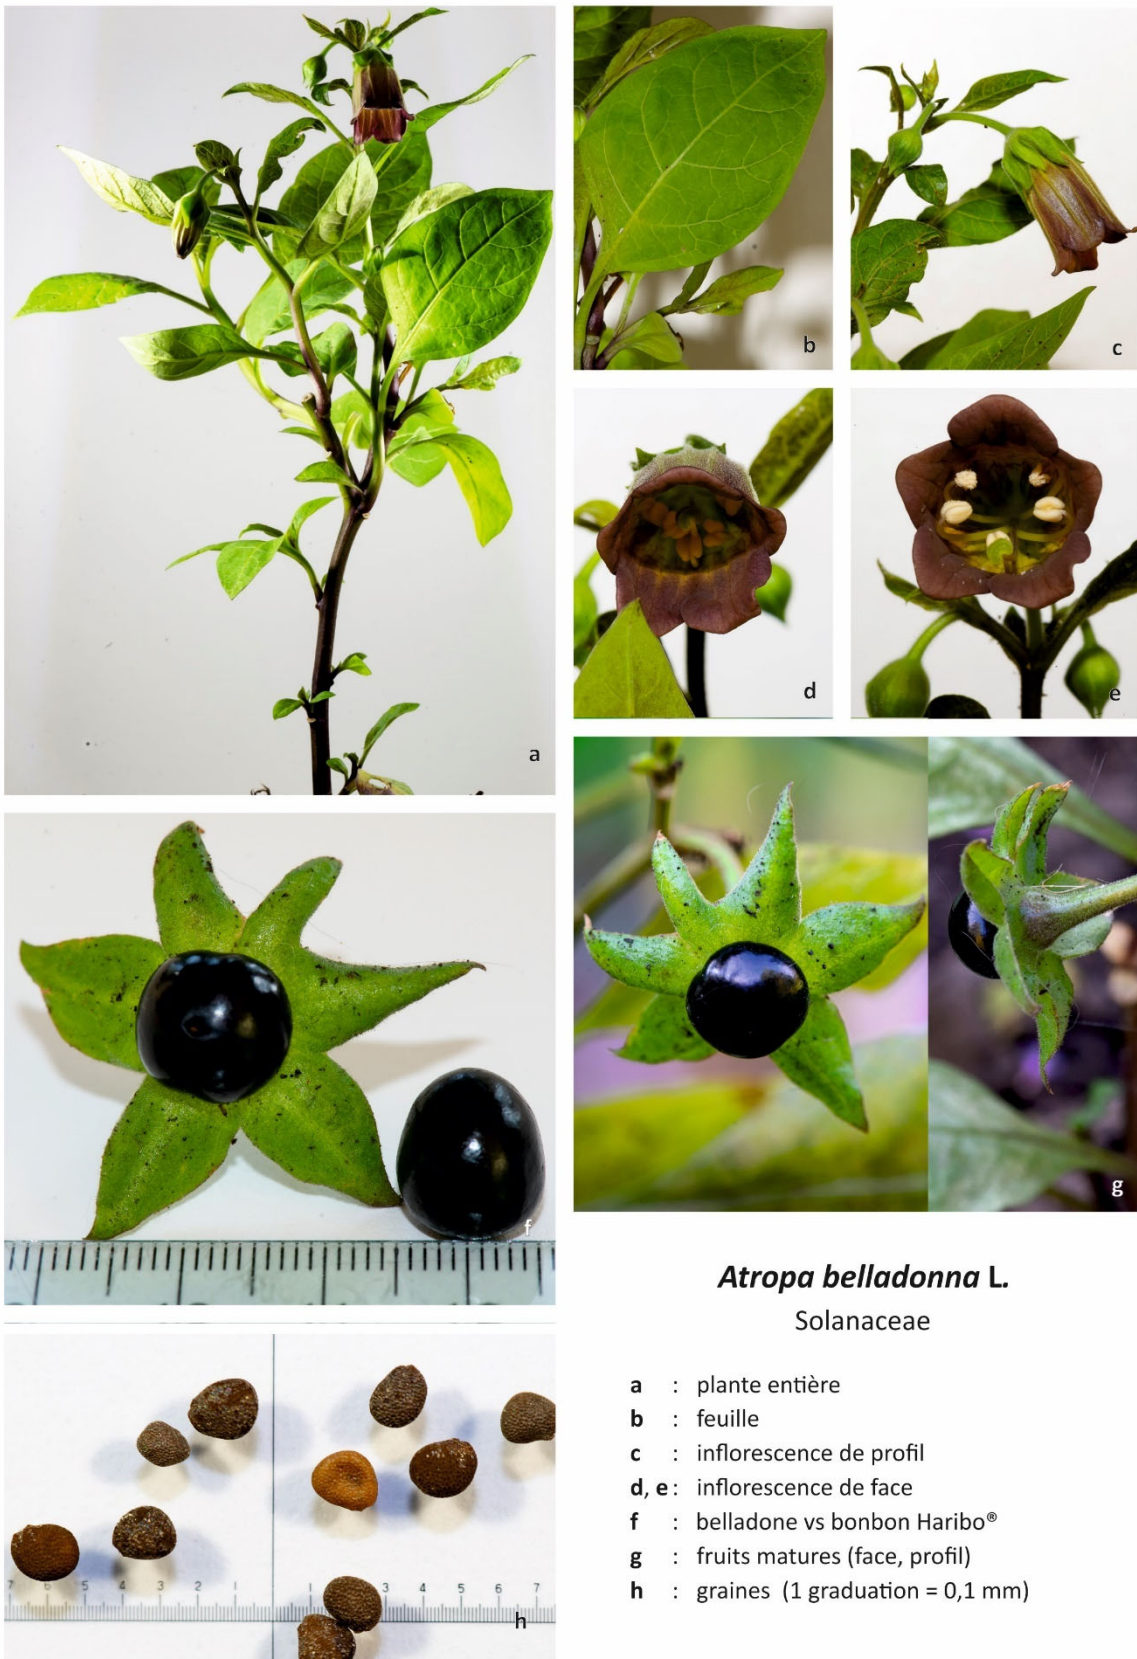 a
b
c
d
e
f
g
Atropa belladonna L.
Solanaceae
a : plante entière
b : feuille
c : inflorescence de profil
d, e : inflorescence de face
f : belladone vs bonbon Haribo®
g : fruits matures (face, profil)
h : graines (1 graduation = 0,1 mm)
7 6 5 4 3 2 1 1 3 4 5 6 7
h